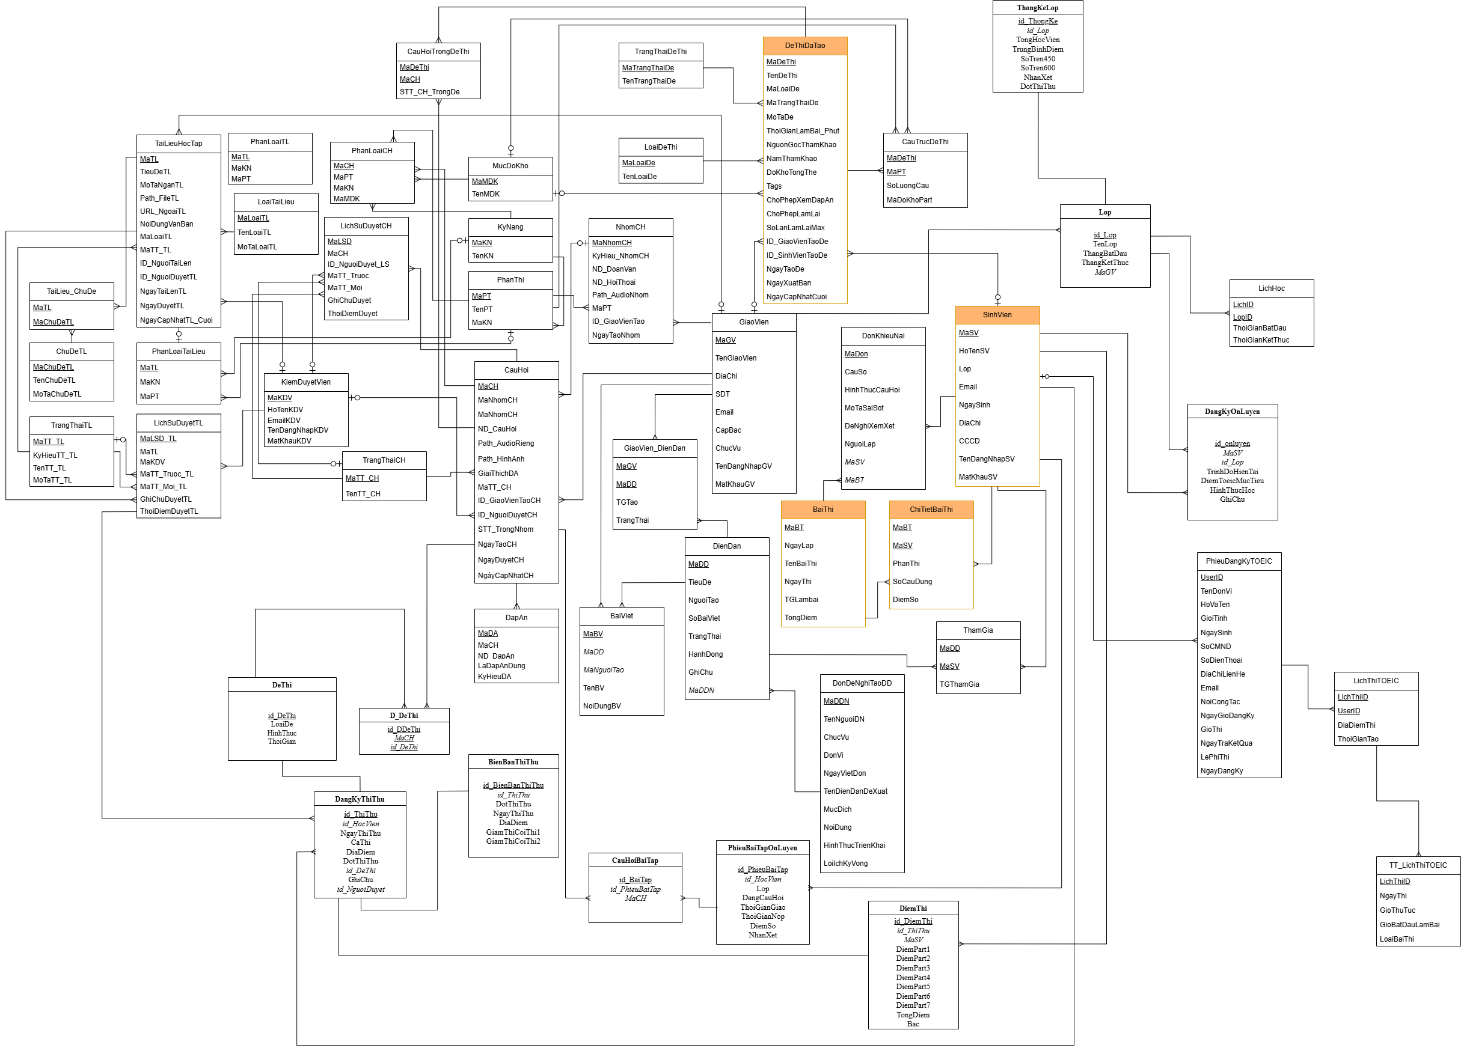 ThongKeLop
id_ThongKe
id_Lop
TongHocVien
TrungBinhDiem
SoTren450
SoTren600
NhanXet
DotThiThu
CauHoiTrongDeThi
MaDeThi
MaCH
STT_CH_TrongDe
TrangThaiDeThi
MaTrangThaiDe
TenTrangThaiDe
DeThiDaTao
MaDeThi
TenDeThi
MaLoaiDe
MaTrangThaiDe
MoTaDe
ThoiGianLamBai_Phut
NguonGocThamKhao
NamThamKhao
DoKhoTongThe
Tags
ChoPhepXemDapAn
ChoPhepLamLai
SoLanLamLaiMax
ID_GiaoVienTaoDe
ID_SinhVienTaoDe
NgayTaoDe
NgayXuatBan
NgayCapNhatCuoi
TaiLieuHocTap
MaTL
TieuDeTL
MoTaNganTL
Path_FileTL
URL_NgoaiTL
NoiDungVanBan
MaLoaiTL
MaTT_TL
ID_NguoiTaiLen
ID_NguoiDuyetTL
NgayTaiLenTL
NgayDuyetTL
NgayCapNhatTL_Cuoi
PhanLoaiTL
MaTL
MaKN
MaPT
PhanLoaiCH
MaCH
MaPT
MaKN
MaMDK
MucDoKho
MaMDK
TenMDK
LoaiDeThi
MaLoaiDe
TenLoaiDe
CauTrucDeThi
MaDeThi
MaPT
SoLuongCau
MaDoKhoPart
LoaiTaiLieu
MaLoaiTL
TenLoaiTL
MoTaLoaiTL
LichSuDuyetCH
MaLSD
MaCH
ID_NguoiDuyet_LS
MaTT_Truoc
MaTT_Moi
GhiChuDuyet
ThoiDiemDuyet
KyNang
MaKN
TenKN
PhanThi
MaPT
TenPT
MaKN
NhomCH
MaNhomCH
KyHieu_NhomCH
ND_DoanVan
ND_HoiThoai
Path_AudioNhom
MaPT
ID_GiaoVienTao
NgayTaoNhom
Lop
id_Lop
TenLop
ThangBatDau
ThangKetThuc
MaGV
LichHoc
LichID
LopID
ThoiGianBatDau
ThoiGianKetThuc
TaiLieu_ChuDe
MaTL
MaChuDeTL
ChuDeTL
MaChuDeTL
TenChuDeTL
MoTaChuDeTL
PhanLoaiTaiLieu
MaTL
MaKN
MaPT
KiemDuyetVien
MaKDV
HoTenKDV
EmailKDV
TenDangNhapKDV
MatKhauKDV
CauHoi
MaCH
MaNhomCH
MaNhomCH
ND_CauHoi
Path_AudioRieng
Path_HinhAnh
GiaiThichDA
MaTT_CH
ID_GiaoVienTaoCH
ID_NguoiDuyetCH
STT_TrongNhom
NgayTaoCH
NgayDuyetCH
NgàyCapNhatCH
GiaoVien
MaGV
TenGiaoVien
DiaChi
SDT
Email
CapBac
ChucVu
TenDangNhapGV
MatKhauGV
DonKhieuNai
MaDon
CauSo
HinhThucCauHoi
MoTaSaiSot
DeNghiXemXet
NguoiLap
MaSV
MaBT
SinhVien
MaSV
HoTenSV
Lop
Email
NgaySinh
DiaChi
CCCD
TenDangNhapSV
MatKhauSV
DangKyOnLuyen
id_onluyen
MaSV
id_Lop
TrinhDoHienTai
DiemToeicMucTieu
HinhThucHoc
GhiChu
TrangThaiTL
MaTT_TL
KyHieuTT_TL
TenTT_TL
MoTaTT_TL
LichSuDuyetTL
MaLSD_TL
MaTL
MaKDV
MaTT_Truoc_TL
MaTT_Moi_TL
GhiChuDuyetTL
ThoiDiemDuyetTL
TrangThaiCH
MaTT_CH
TenTT_CH
GiaoVien_DienDan
MaGV
MaDD
TGTao
TrangThai
BaiThi
MaBT
NgayLap
TenBaiThi
NgayThi
TGLambai
TongDiem
ChiTietBaiThi
MaBT
MaSV
PhanThi
SoCauDung
DiemSo
DienDan
MaDD
TieuDe
NguoiTao
SoBaiViet
TrangThai
HanhDong
GhiChu
MaDDN
PhieuDangKyTOEIC
UserID
TenDonVi
HoVaTen
GioiTinh
NgaySinh
SoCMND
SoDienThoai
DiaChiLienHe
Email
NoiCongTac
NgayGioDangKy
GioThi
NgayTraKetQua
LePhiThi
NgayDangKy
DapAn
MaDA
MaCH
ND_DapAn
LaDapAnDung
KyHieuDA
BaiViet
MaBV
MaDD
MaNguoiTao
TenBV
NoiDungBV
ThamGia
MaDD
MaSV
TGThamGia
DeThi
id_DeThi
LoaiDe
HinhThuc
ThoiGian
D_DeThi
id_DDeThi
MaCH
id_DeThi
DonDeNghiTaoDD
MaDDN
TenNguoiDN
ChucVu
DonVi
NgayVietDon
TenDienDanDeXuat
MucDich
NoiDung
HinhThucTrienKhai
LoiIchKyVong
LichThiTOEIC
LichThiID
UserID
DiaDiemThi
ThoiGianTao
BienBanThiThu
id_BienBanThiThu
id_ThiThu
DotThiThu
NgayThiThu
DiaDiem
GiamThiCoiThi1
GiamThiCoiThi2
DangKyThiThu
id_ThiThu
id_HocVien
NgayThiThu
CaThi
DiaDiem
DotThiThu
id_DeThi
GhiChu
id_NguoiDuyet
CauHoiBaiTap
id_BaiTap
id_PhieuBaiTap
MaCH
PhieuBaiTapOnLuyen
id_PhieuBaiTap
id_HocVien
Lop
DangCauHoi
ThoiGianGiao
ThoiGianNop
DiemSo
NhanXet
TT_LichThiTOEIC
LichThiID
NgayThi
GioThuTuc
GioBatDauLamBai
LoaiBaiThi
DiemThi
id_DiemThi
id_ThiThu
MaSV
DiemPart1
DiemPart2
DiemPart3
DiemPart4
DiemPart5
DiemPart6
DiemPart7
TongDiem
Bac